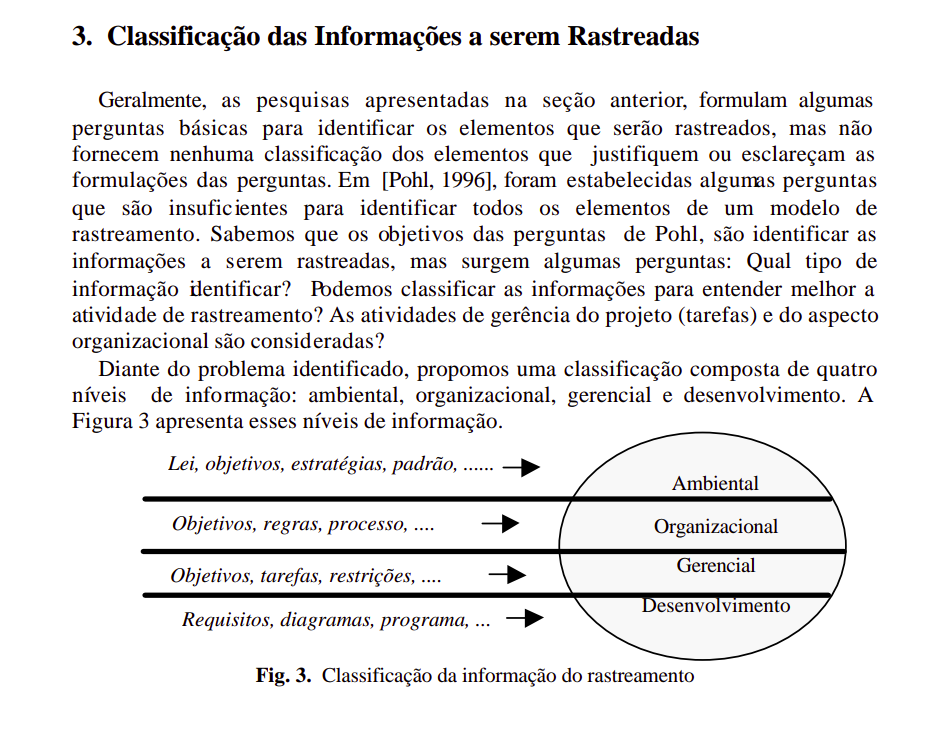 3. Classificação das Informações a serem Rastreadas
Geralmente, as pesquisas apresentadas na seção anterior, formulam algumas
perguntas básicas para identificar os elementos que serão rastreados, mas não
fornecem nenhuma classificação dos elementos que justifiquem ou esclareçam as
formulações das perguntas. Em [Pohl, 1996], foram estabelecidas algumas perguntas
que são insuficientes para identificar todos os elementos de um modelo de
rastreamento. Sabemos que os objetivos das perguntas de Pohl, são identificar as
informações a serem rastreadas, mas surgem algumas perguntas: Qual tipo de
informação identificar? Podemos classificar as informações para entender melhor a
atividade de rastreamento? As atividades de gerência do projeto (tarefas) e do aspecto
organizacional são consideradas?
Diante do problema identificado, propomos uma classificação composta de quatro
níveis de informação: ambiental, organizacional, gerencial e desenvolvimento. A
Figura 3 apresenta esses níveis de informação.
Lei, objetivos, estratégias, padrão, ......
Ambiental
Objetivos, regras, processo, ....
Organizacional
Objetivos, tarefas, restrições, ....
Gerencial
Requisitos, diagramas, programa, ...
Desenvolvimento
Fig. 3. Classificação da informação do rastreamento